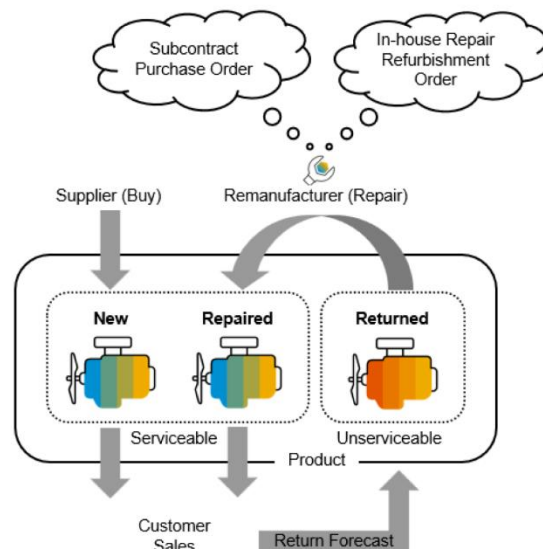 Subcontract
Purchase Order
In-house Repair
Refurbishment
Order
Supplier (Buy)
Remanufacturer (Repair)
New
Repaired
Returned
Serviceable
Unserviceable
Product
Customer
Sales
Return Forecast